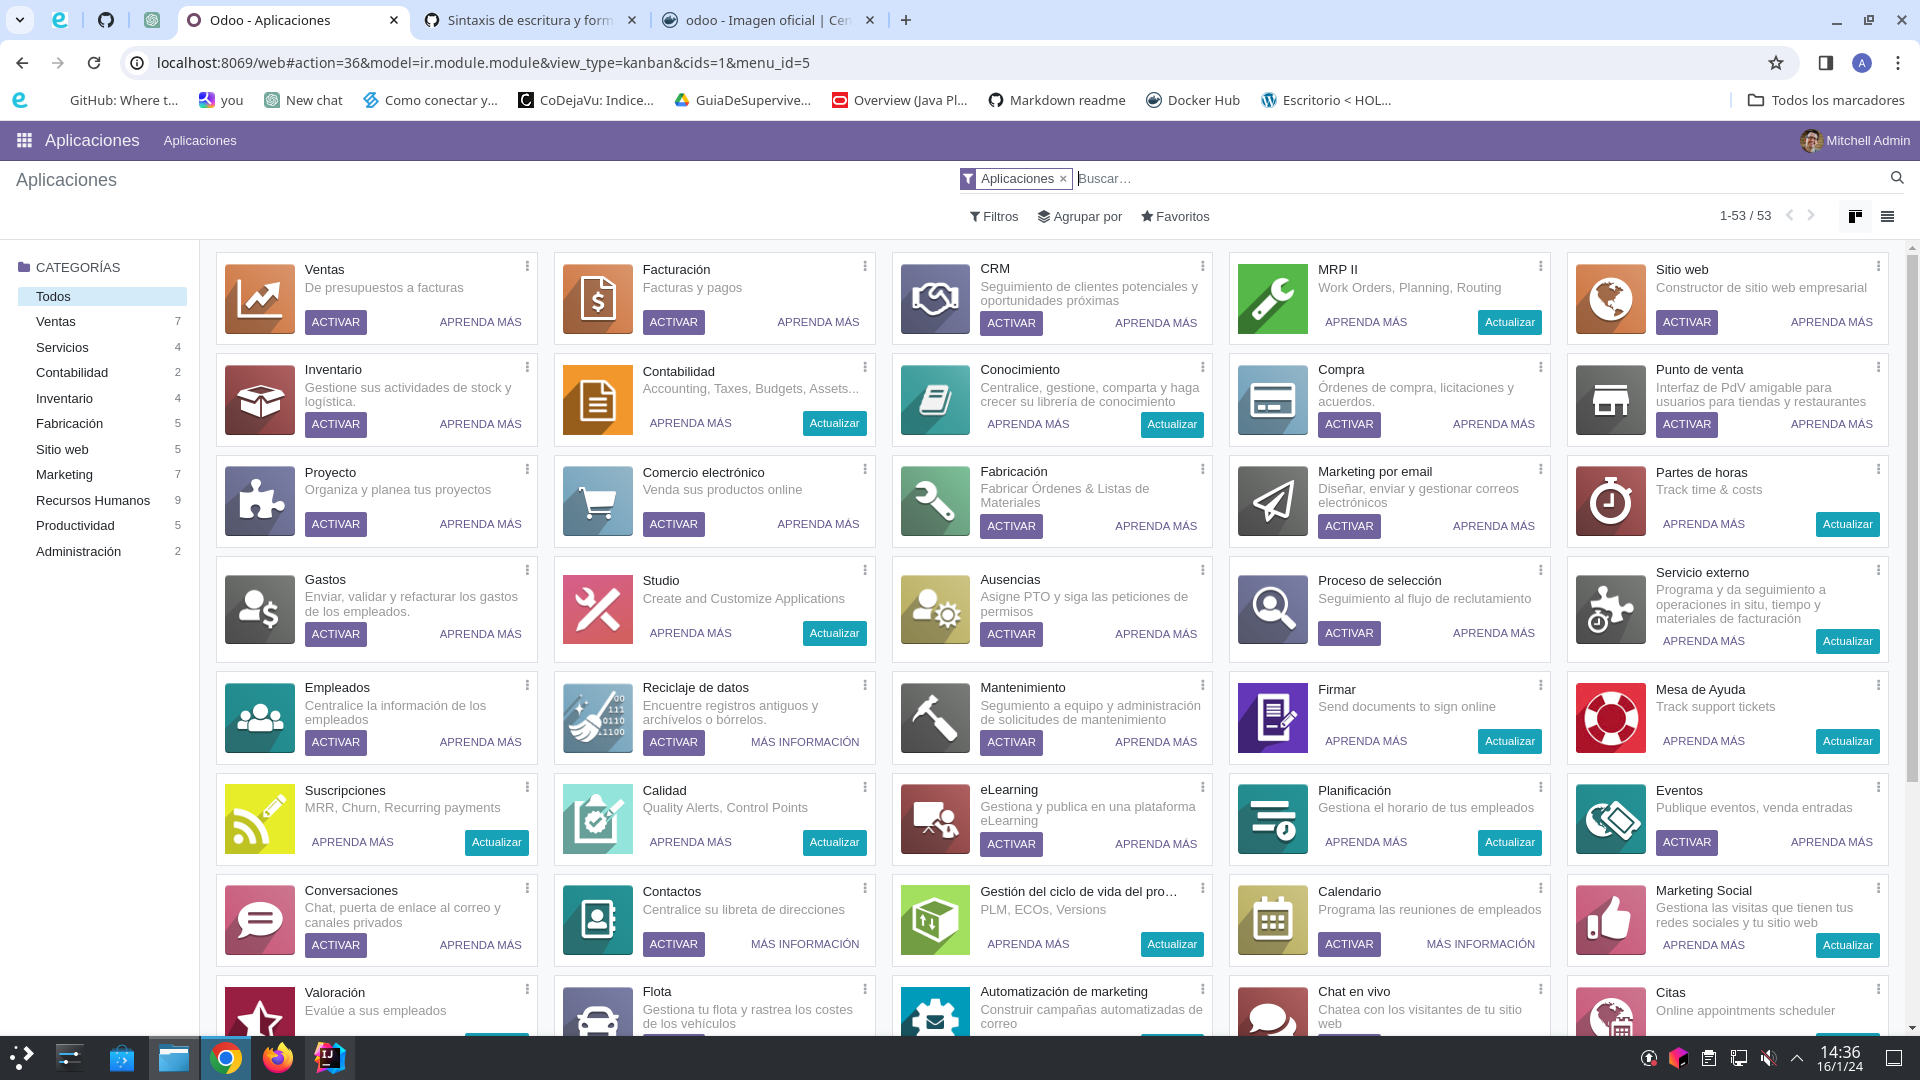 Odoo - Aplicaciones
Sintaxis de escritura y form
odoo - Imagen oficial | Cen
localhost:8069/web#action=36&model=ir.module.module&view_type=kanban&cids=1&menu_id=5
A
GitHub: Where t...
you
New chat
Como conectar y...
CoDejaVu: Indice...
GuiaDeSupervive...
Overview (Java Pl...
Markdown readme
Docker Hub
Escritorio < HOL...
Todos los marcadores
Aplicaciones
Aplicaciones
Mitchell Admin
Aplicaciones
Aplicaciones ×
Buscar...
Filtros
Agrupar por
Favoritos
1-53 / 53
CATEGORÍAS
Todos
Ventas 7
Servicios 4
Contabilidad 2
Inventario 4
Fabricación 5
Sitio web 5
Marketing 7
Recursos Humanos 9
Productividad 5
Administración 2
Ventas
De presupuestos a facturas
ACTIVAR APRENDA MÁS
Facturación
Facturas y pagos
ACTIVAR APRENDA MÁS
CRM
Seguimiento de clientes potenciales y
oportunidades próximas
ACTIVAR APRENDA MÁS
MRP II
Work Orders, Planning, Routing
APRENDA MÁS Actualizar
Sitio web
Constructor de sitio web empresarial
ACTIVAR APRENDA MÁS
Inventario
Gestione sus actividades de stock y
logística.
ACTIVAR APRENDA MÁS
Contabilidad
Accounting, Taxes, Budgets, Assets...
APRENDA MÁS Actualizar
Conocimiento
Centralice, gestione, comparta y haga
crecer su librería de conocimiento
APRENDA MÁS Actualizar
Compra
Órdenes de compra, licitaciones y
acuerdos.
ACTIVAR APRENDA MÁS
Punto de venta
Interfaz de PdV amigable para
usuarios para tiendas y restaurantes
ACTIVAR APRENDA MÁS
Proyecto
Organiza y planea tus proyectos
ACTIVAR APRENDA MÁS
Comercio electrónico
Venda sus productos online
ACTIVAR APRENDA MÁS
Fabricación
Fabricar Órdenes & Listas de
Materiales
ACTIVAR APRENDA MÁS
Marketing por email
Diseñar, enviar y gestionar correos
electrónicos
ACTIVAR APRENDA MÁS
Partes de horas
Track time & costs
APRENDA MÁS Actualizar
Gastos
Enviar, validar y refacturar los gastos
de los empleados.
ACTIVAR APRENDA MÁS
Studio
Create and Customize Applications
APRENDA MÁS Actualizar
Ausencias
Asigne PTO y siga las peticiones de
permisos
ACTIVAR APRENDA MÁS
Proceso de selección
Seguimiento al flujo de reclutamiento
ACTIVAR APRENDA MÁS
Servicio externo
Programa y da seguimiento a
operaciones in situ, tiempo y
materiales de facturación
APRENDA MÁS Actualizar
Empleados
Centralice la información de los
empleados
ACTIVAR APRENDA MÁS
Reciclaje de datos
Encuentre registros antiguos y
archívelos o bórrelos.
ACTIVAR MÁS INFORMACIÓN
Mantenimiento
Segumiento a equipo y administración
de solicitudes de mantenimiento
ACTIVAR APRENDA MÁS
Firmar
Send documents to sign online
APRENDA MÁS Actualizar
Mesa de Ayuda
Track support tickets
APRENDA MÁS Actualizar
Suscripciones
MRR, Churn, Recurring payments
APRENDA MÁS Actualizar
Calidad
Quality Alerts, Control Points
APRENDA MÁS Actualizar
eLearning
Gestiona y publica en una plataforma
eLearning
ACTIVAR APRENDA MÁS
Planificación
Gestiona el horario de tus empleados
APRENDA MÁS Actualizar
Eventos
Publique eventos, venda entradas
ACTIVAR APRENDA MÁS
Conversaciones
Chat, puerta de enlace al correo y
canales privados
ACTIVAR APRENDA MÁS
Contactos
Centralice su libreta de direcciones
ACTIVAR MÁS INFORMACIÓN
Gestión del ciclo de vida del pro...
PLM, ECOs, Versions
APRENDA MÁS Actualizar
Calendario
Programa las reuniones de empleados
ACTIVAR MÁS INFORMACIÓN
Marketing Social
Gestiona las visitas que tienen tus
redes sociales y tu sitio web
APRENDA MÁS Actualizar
Valoración
Evalúe a sus empleados
Flota
Gestiona tu flota y rastrea los costes
de los vehículos
Automatización de marketing
Construir campañas automatizadas de
correo
Chat en vivo
Chatea con los visitantes de tu sitio
web
Citas
Online appointments scheduler
IJ
14:36
16/1/24